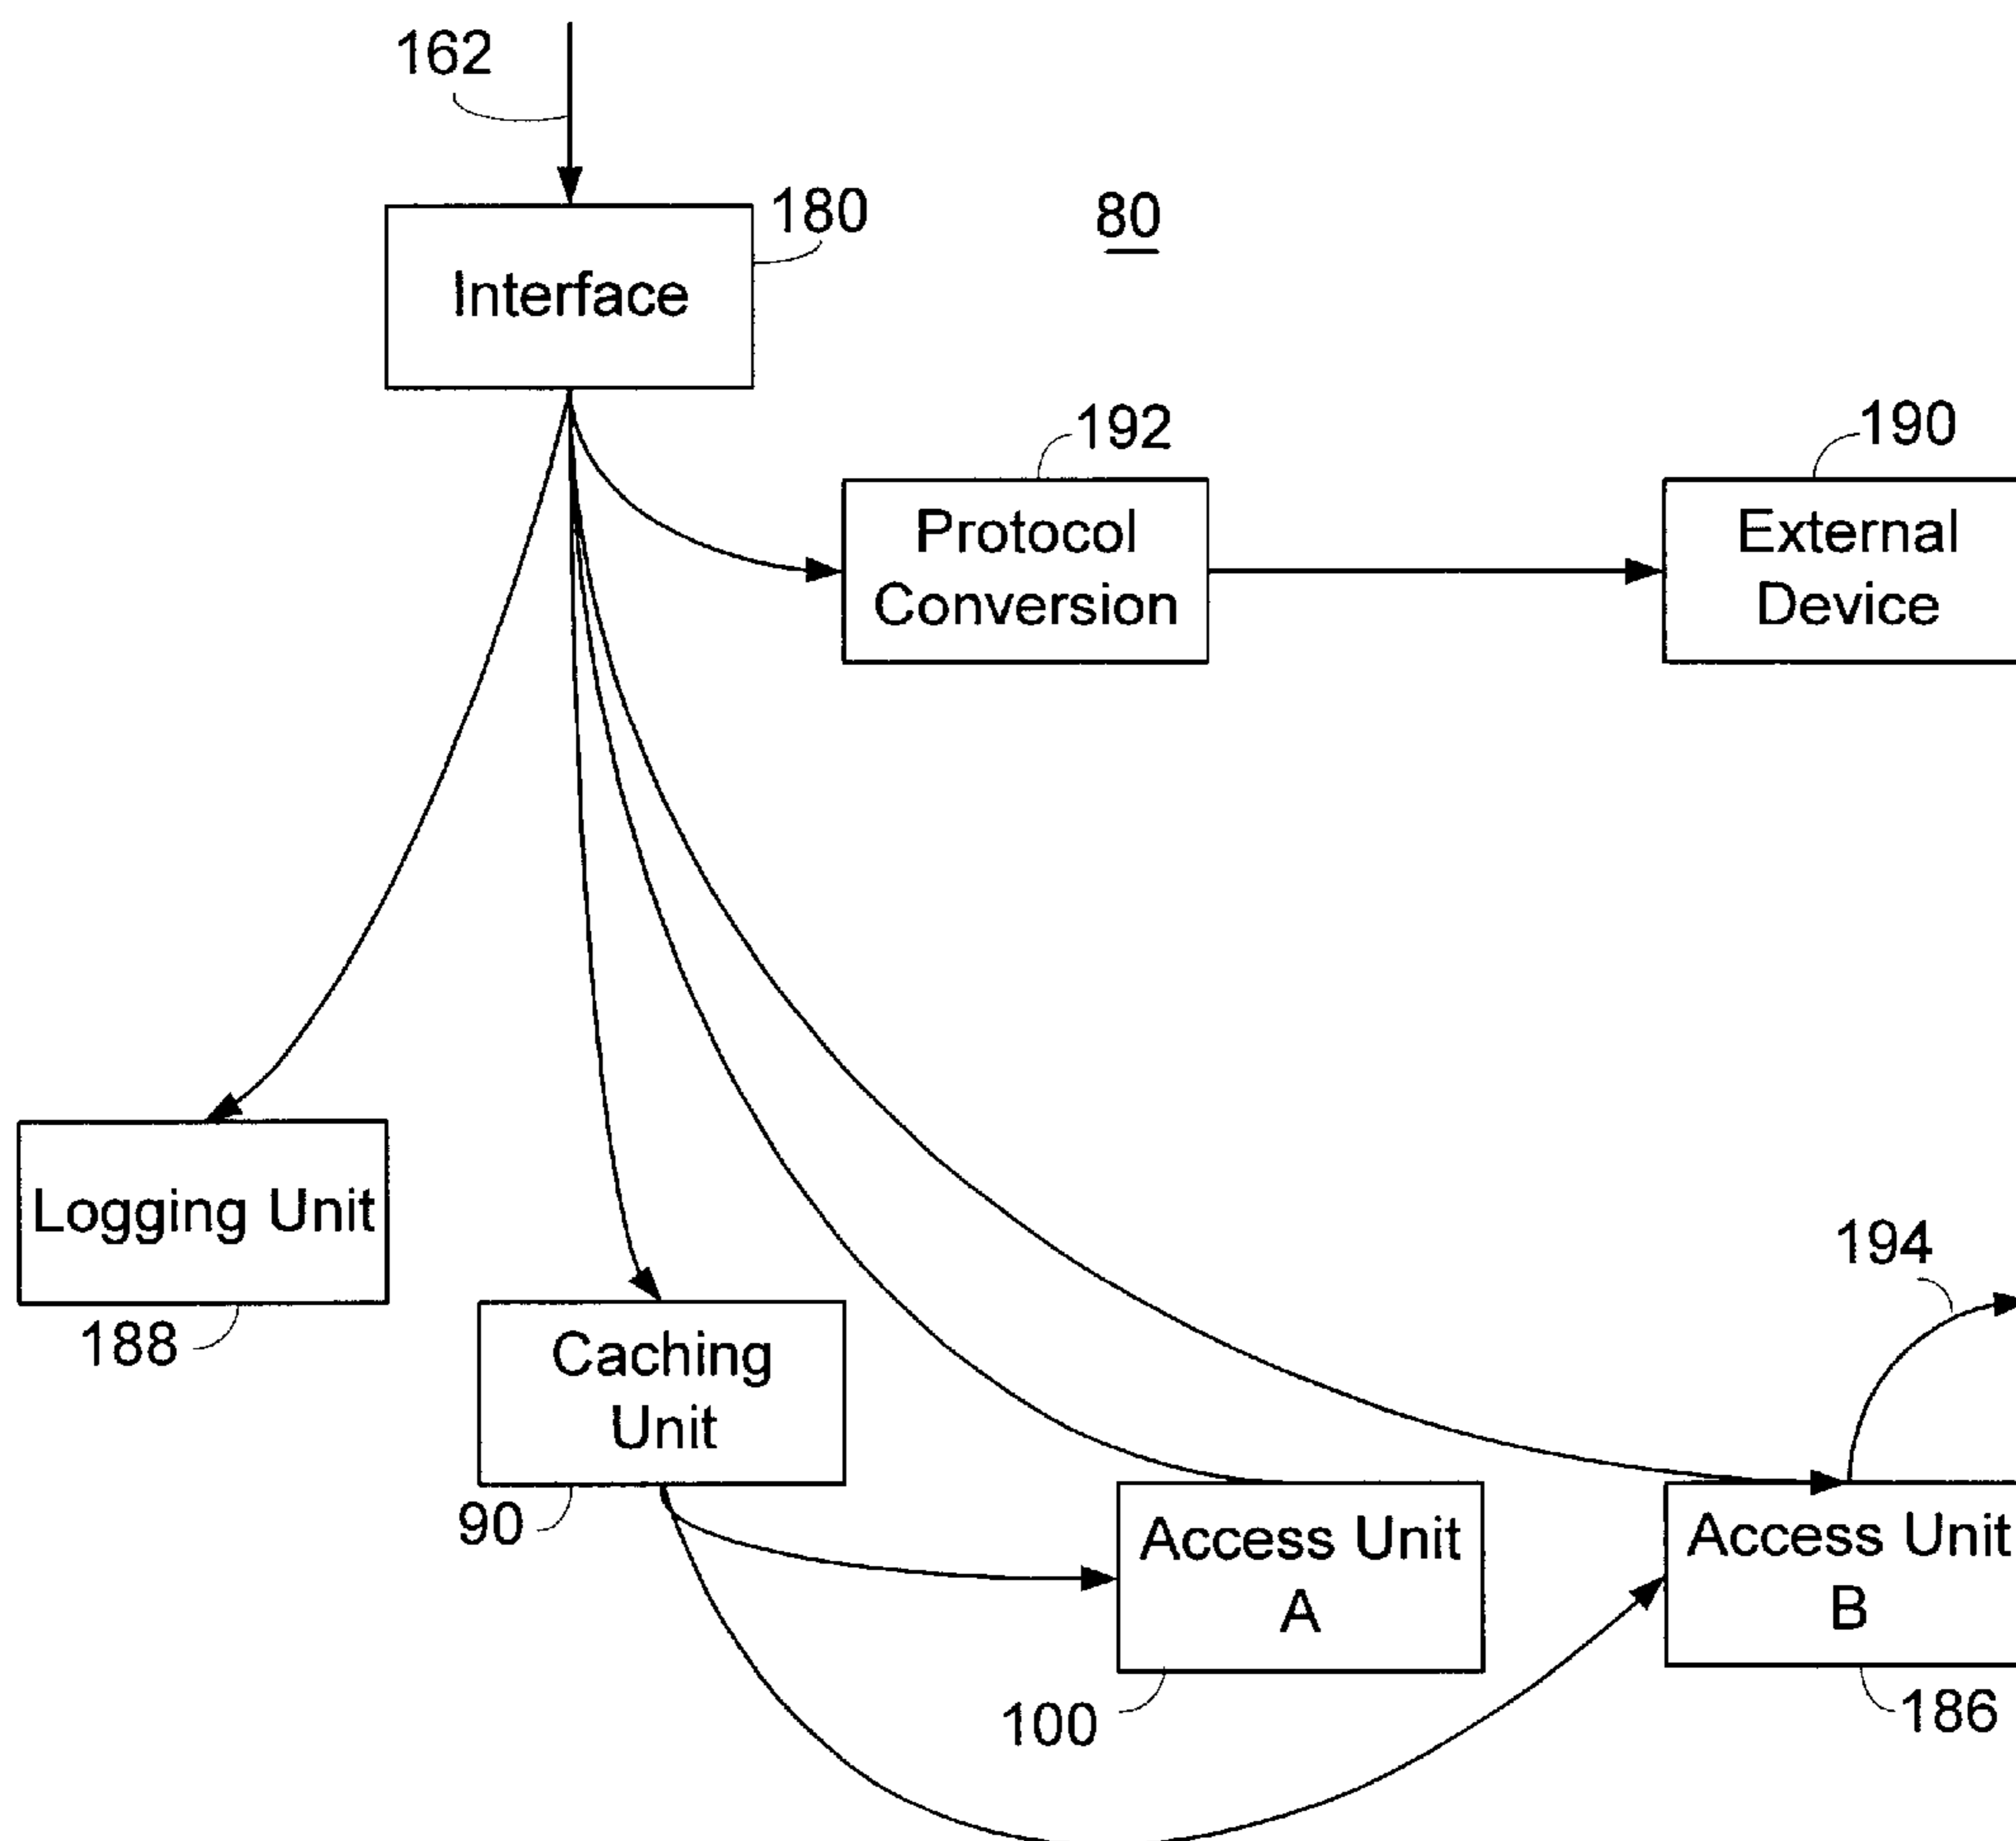 162
180
80
Interface
192
190
Protocol
Conversion
External
Device
Logging Unit
188
194
Caching
Unit
90
Access Unit
A
Access Unit
B
100
186